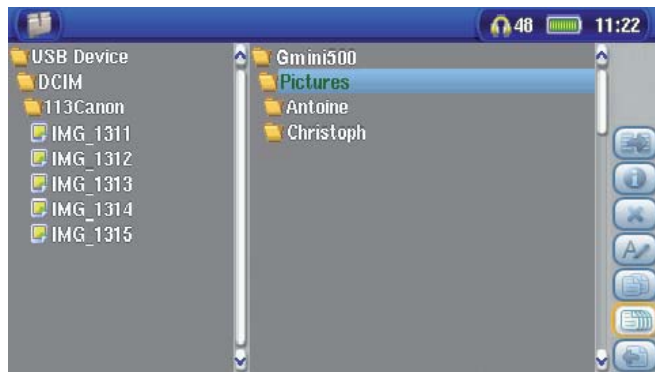 48 11:22
USB Device
DCIM
113Canon
IMG_1311
IMG_1312
IMG_1313
IMG_1314
IMG_1315
Gmini500
Pictures
Antoine
Christoph